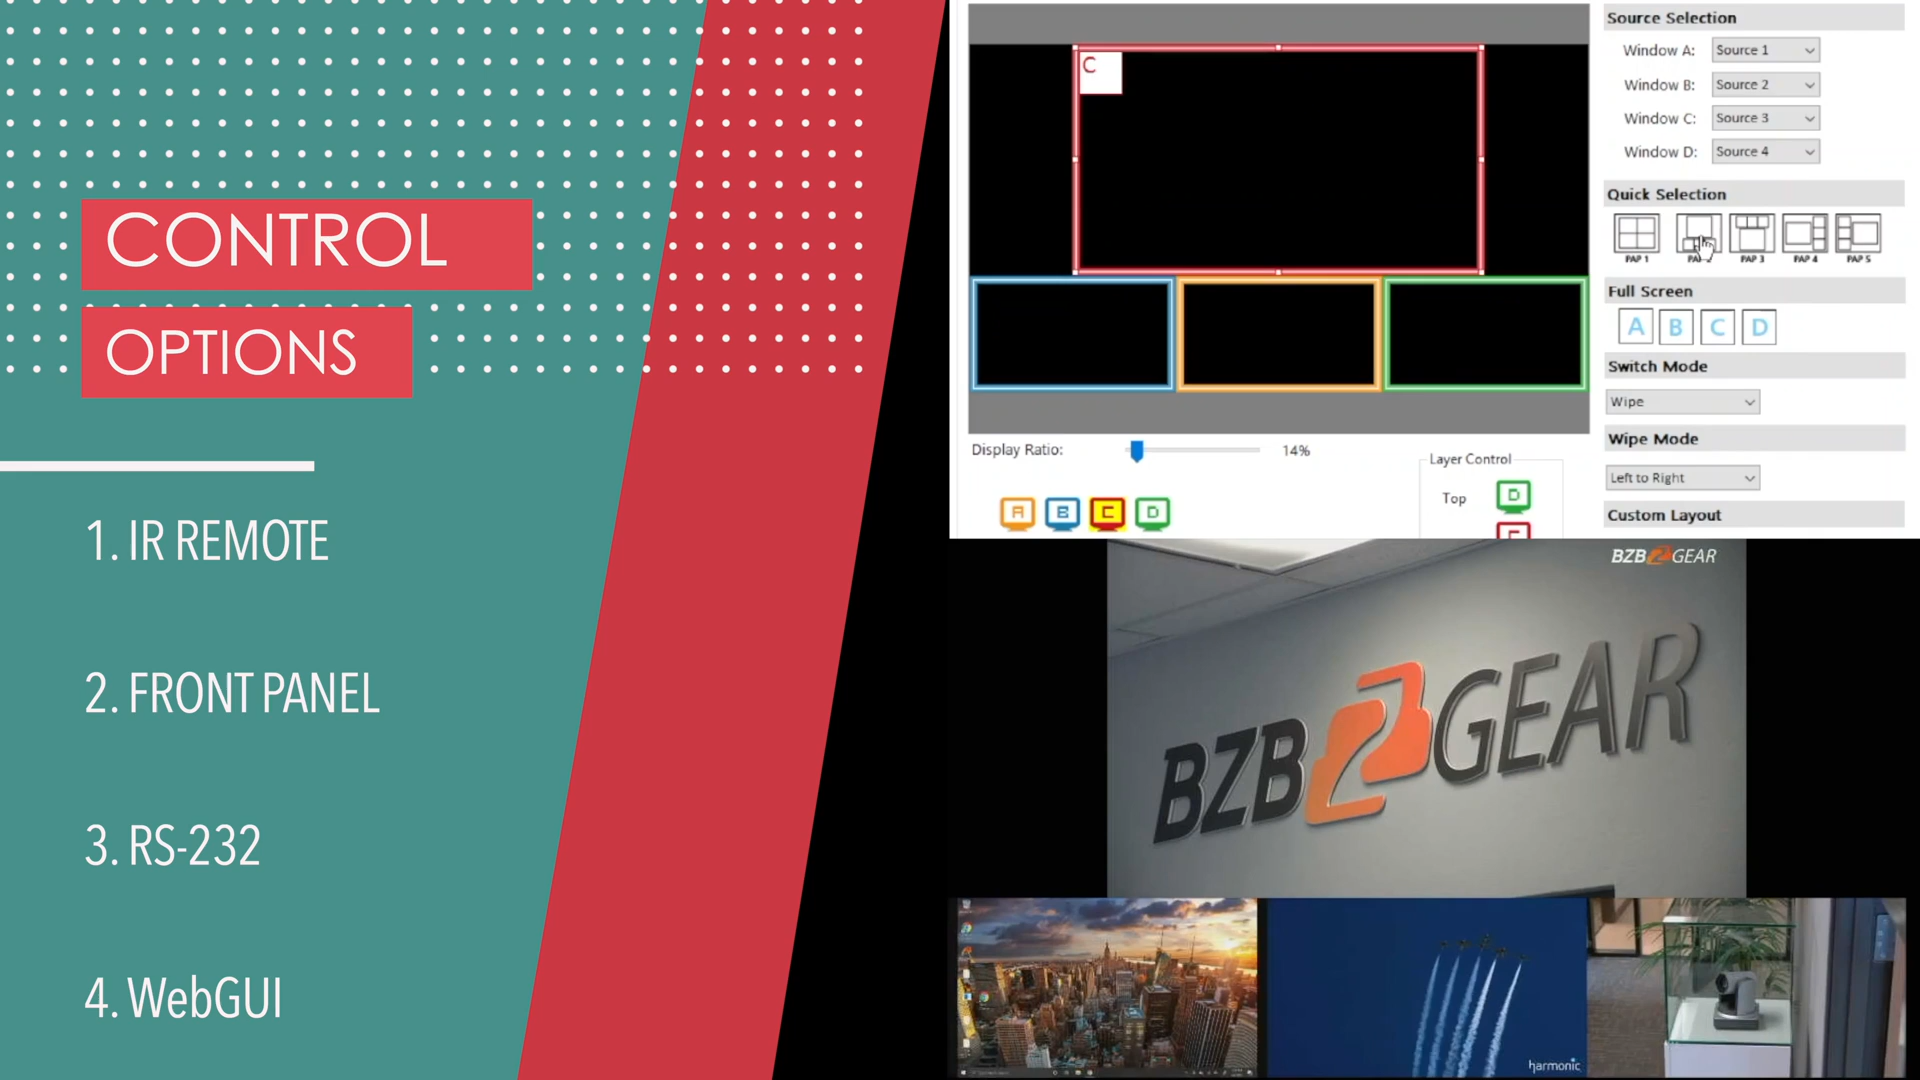 CONTROL
OPTIONS
1. IR REMOTE
2. FRONT PANEL
3. RS-232
4. WebGUI
C
Display Ratio:
14%
A B C D
Layer Control
Top
D
Source Selection
Window A: Source 1
Window B: Source 2
Window C: Source 3
Window D: Source 4
Quick Selection
PAP 1
PAP 3
PAP 4
PAP 5
Full Screen
A B C D
Switch Mode
Wipe
Wipe Mode
Left to Right
Custom Layout
BZB GEAR
BZB GEAR
harmonic